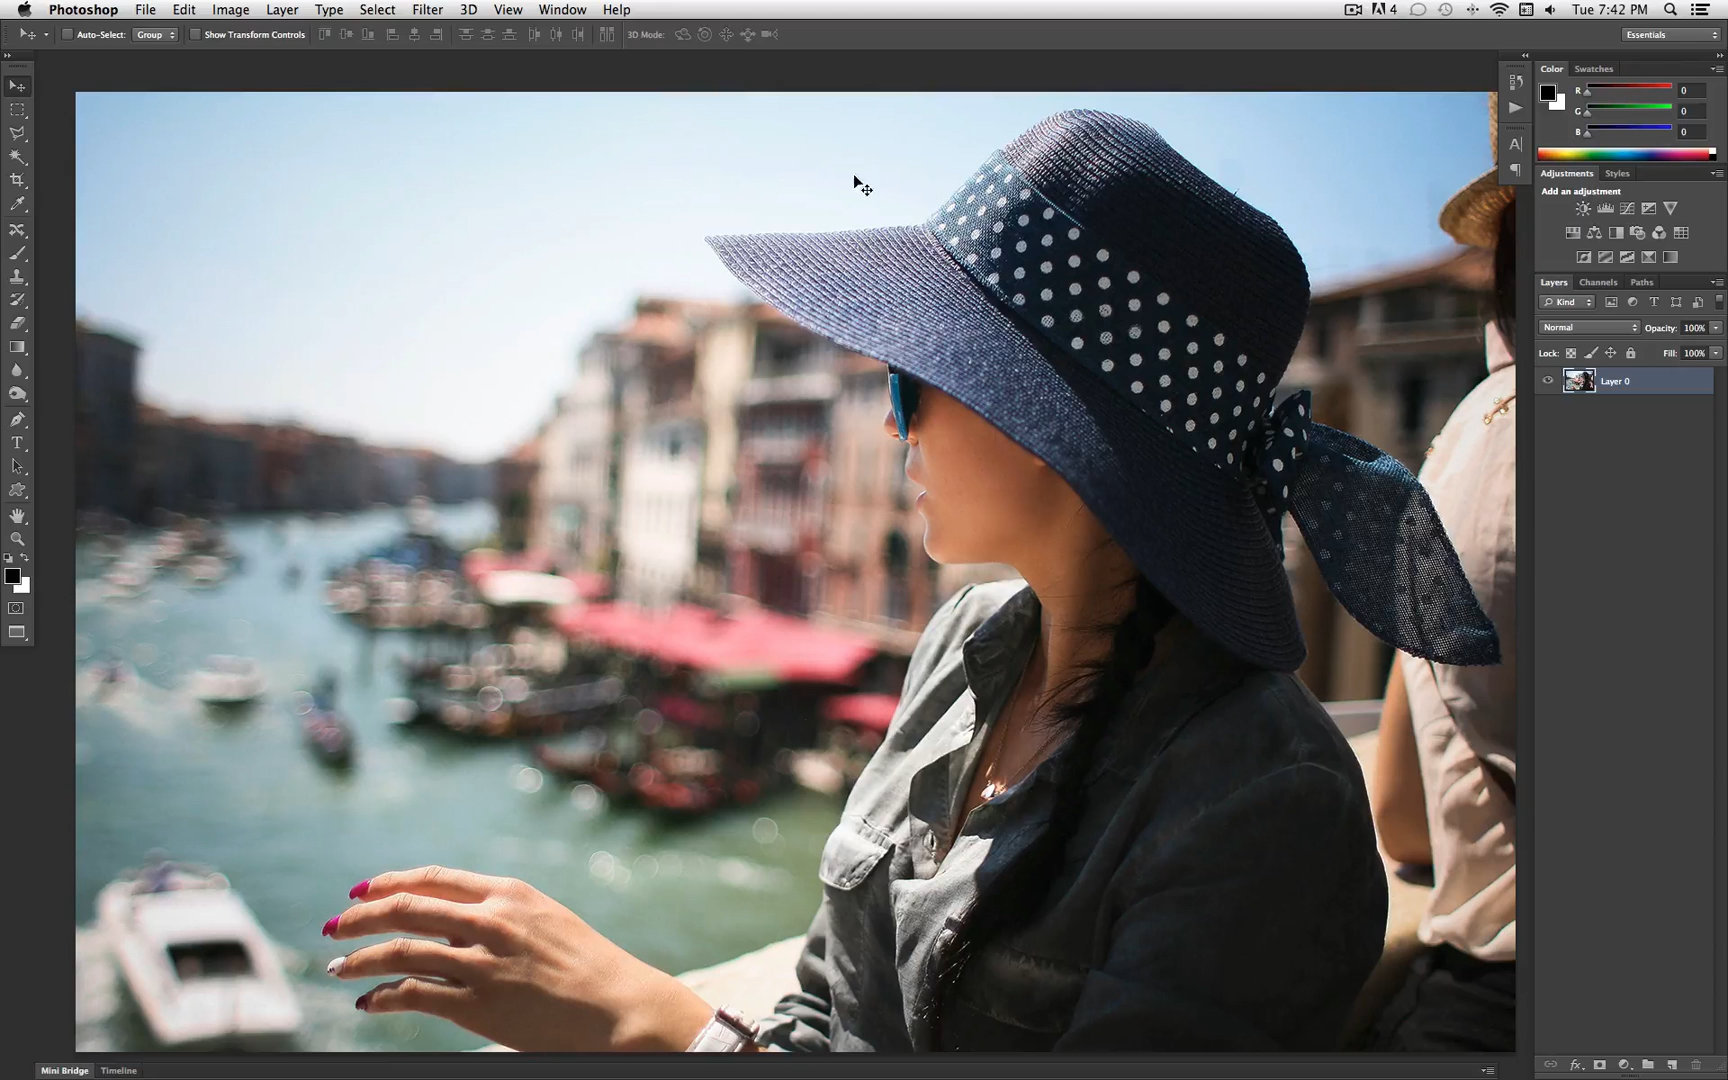 Photoshop File Edit Image Layer Type Select Filter 3D View Window Help 4 Tue 7:42 PM
Auto-Select: Group Show Transform Controls 3D Mode: Essentials
Color Swatches
R 0
G 0
B 0
Adjustments Styles
Add an adjustment
Layers Channels Paths
Kind
Normal Opacity: 100%
Lock: Fill: 100%
Layer 0
Mini Bridge Timeline